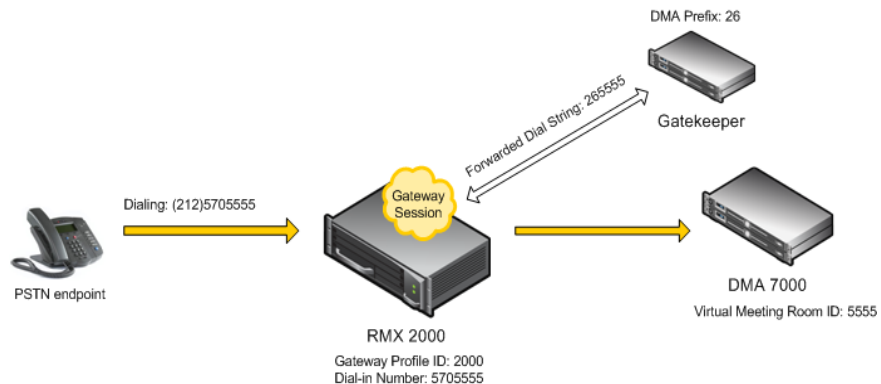 DMA Prefix: 26
Forwarded Dial String: 265555
Gatekeeper
Dialing: (212)5705555
Gateway
Session
PSTN endpoint
DMA 7000
Virtual Meeting Room ID: 5555
RMX 2000
Gateway Profile ID: 2000
Dial-in Number: 5705555